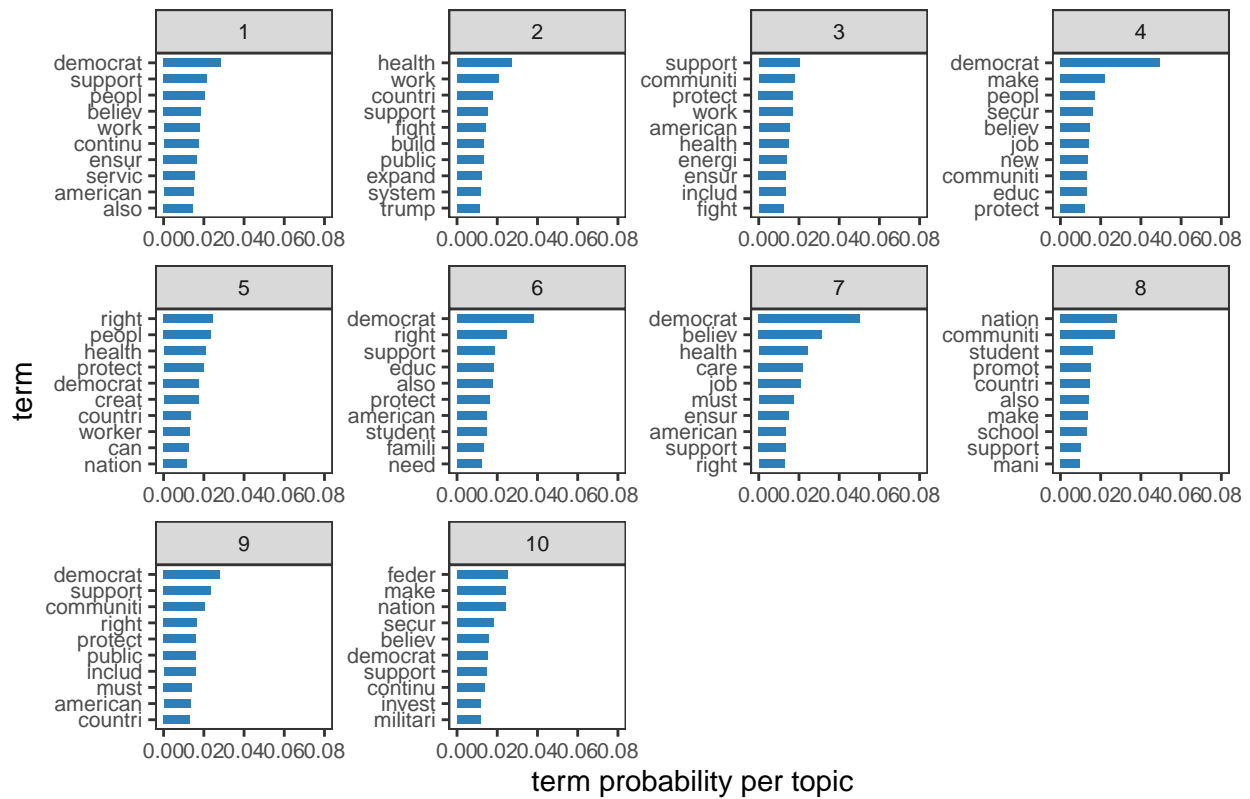 1
democrat
support
peopl
believ
work
continu
ensur
servic
american
also
0.000.020.040.060.08
2
health
work
countri
support
fight
build
public
expand
system
trump
0.000.020.040.060.08
3
support
communiti
protect
work
american
health
energi
ensur
includ
fight
0.000.020.040.060.08
4
democrat
make
peopl
secur
believ
job
new
communiti
educ
protect
0.000.020.040.060.08
5
right
peopl
health
protect
democrat
creat
countri
worker
can
nation
0.000.020.040.060.08
6
democrat
right
support
educ
also
protect
american
student
famili
need
0.000.020.040.060.08
7
democrat
believ
health
care
job
must
ensur
american
support
right
0.000.020.040.060.08
8
nation
communiti
student
promot
countri
also
make
school
support
mani
0.000.020.040.060.08
9
democrat
support
communiti
right
protect
public
includ
must
american
countri
0.000.020.040.060.08
10
feder
make
nation
secur
believ
democrat
support
continu
invest
militari
0.000.020.040.060.08
term
term probability per topic